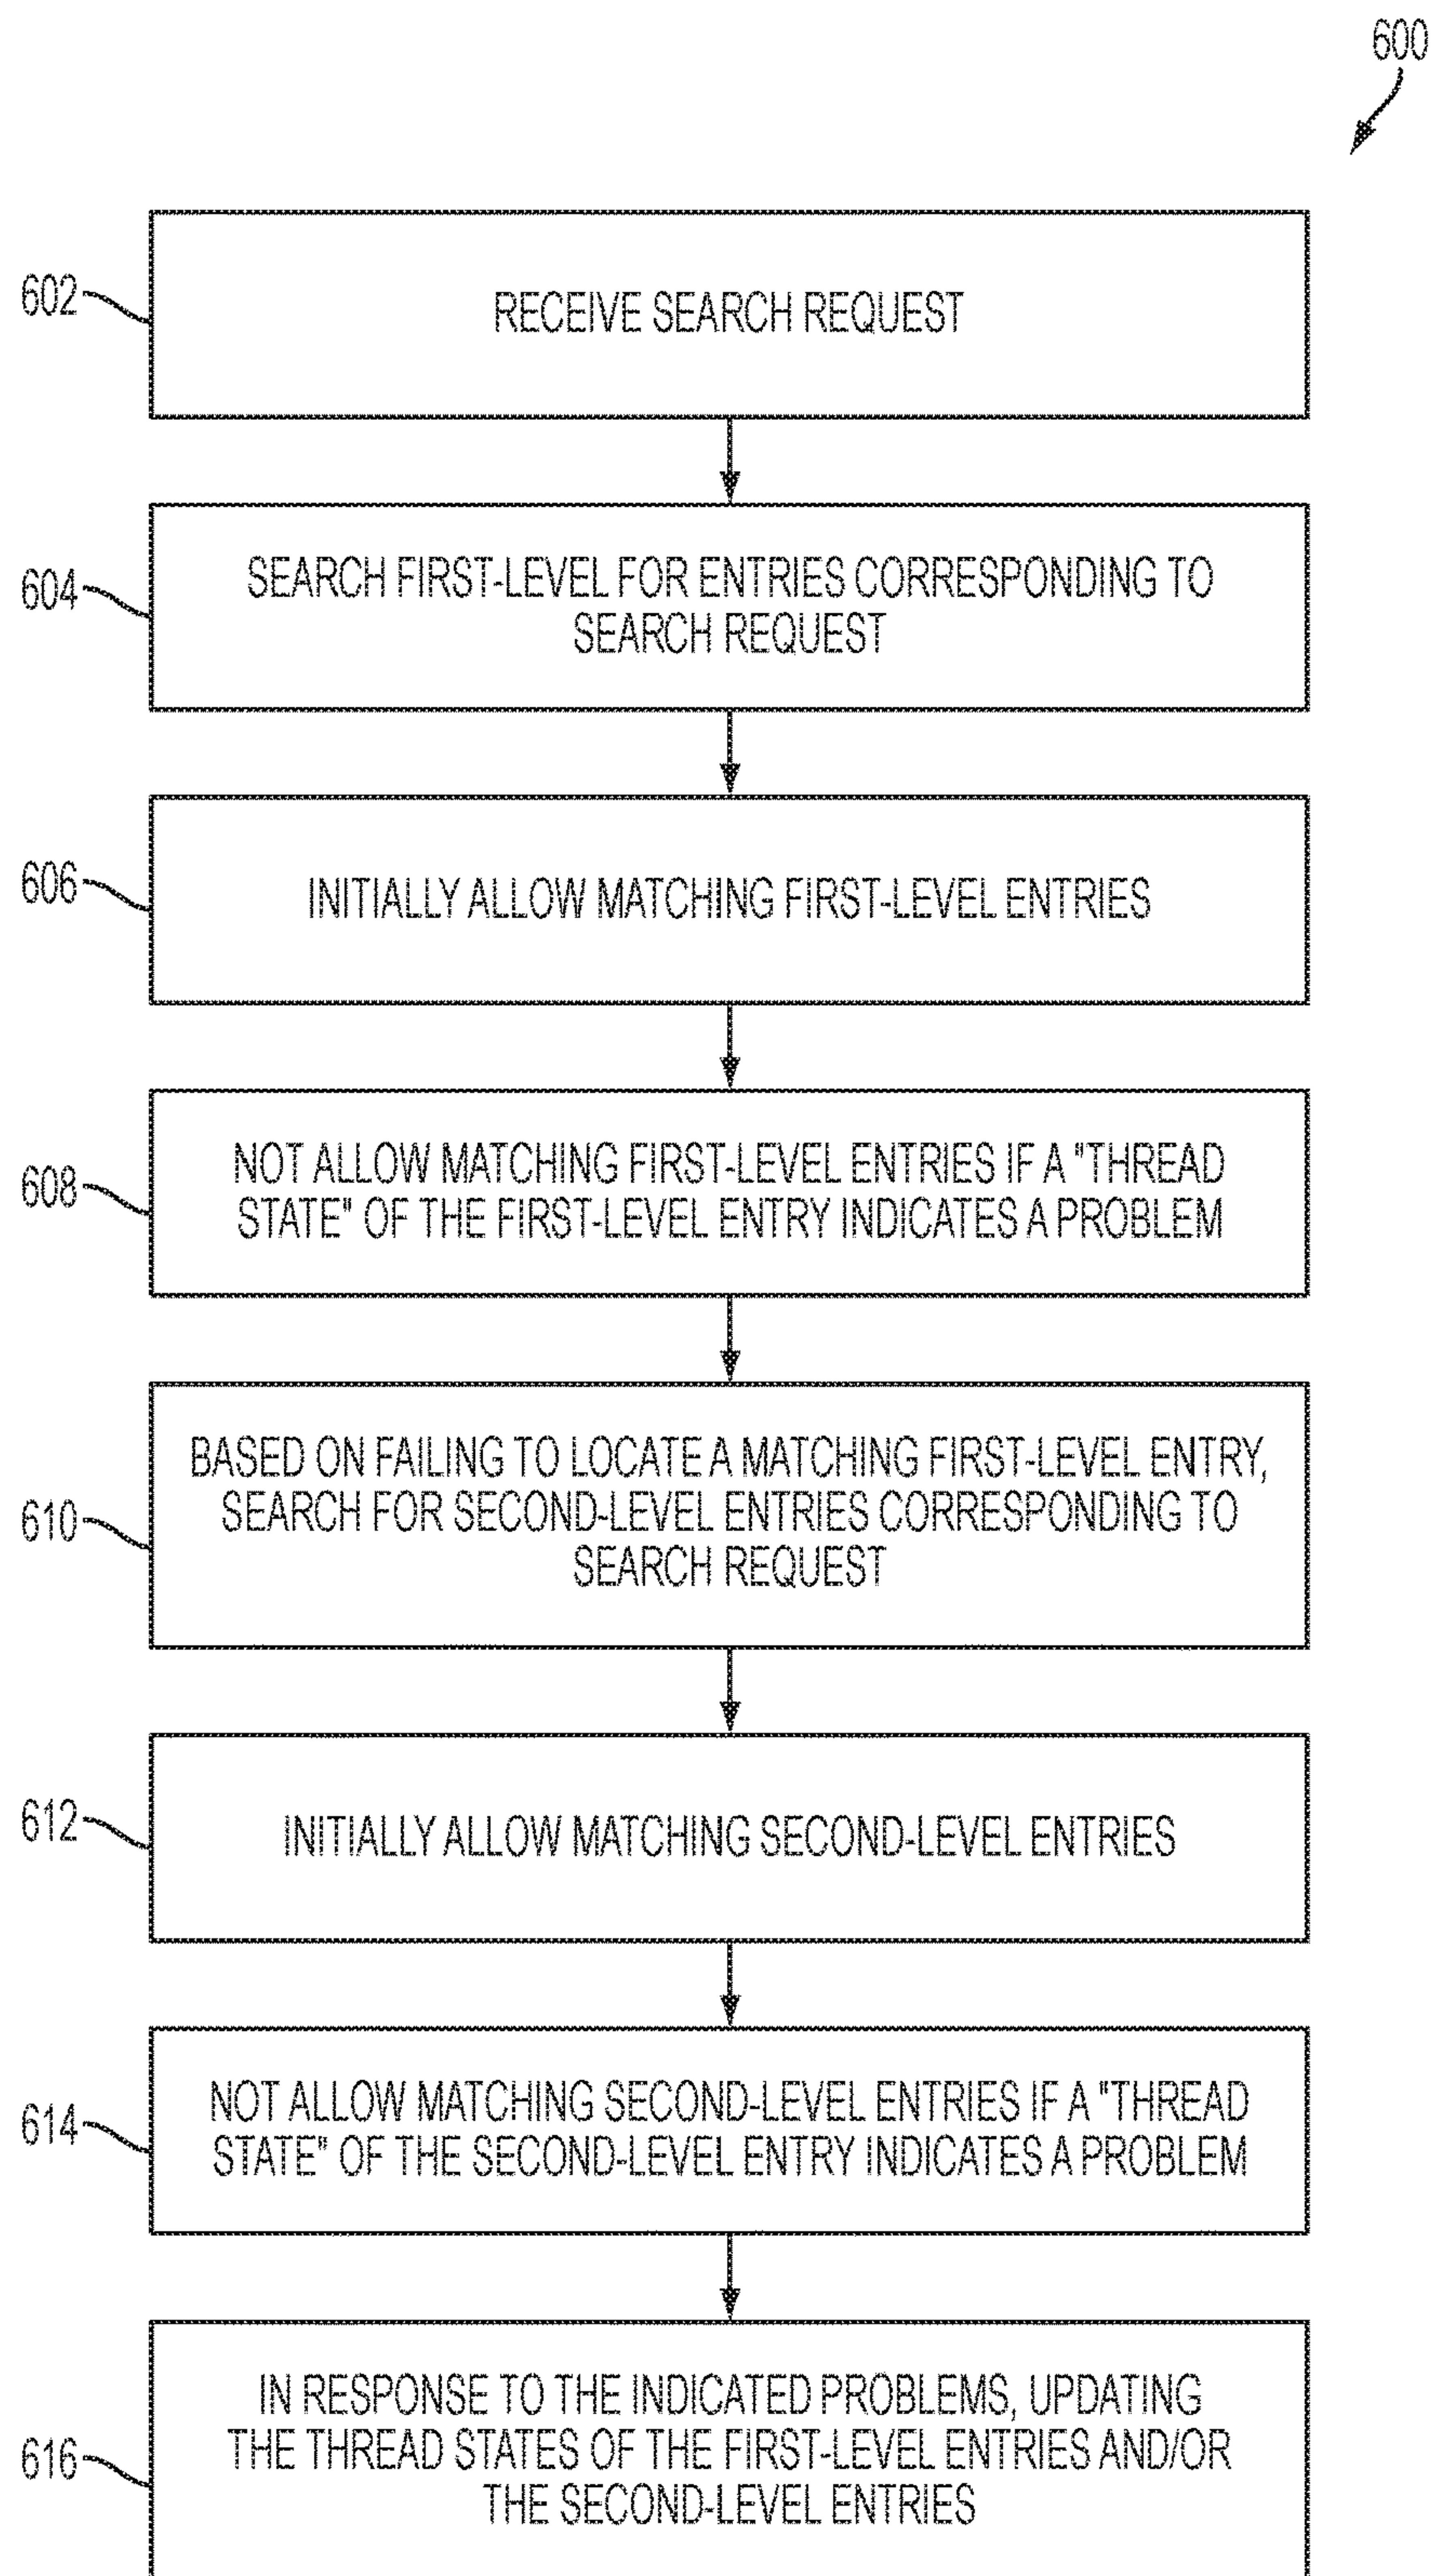 600
602
RECEIVE SEARCH REQUEST
604
SEARCH FIRST-LEVEL FOR ENTRIES CORRESPONDING TO
SEARCH REQUEST
606
INITIALLY ALLOW MATCHING FIRST-LEVEL ENTRIES
608
NOT ALLOW MATCHING FIRST-LEVEL ENTRIES IF A "THREAD
STATE" OF THE FIRST-LEVEL ENTRY INDICATES A PROBLEM
610
BASED ON FAILING TO LOCATE A MATCHING FIRST-LEVEL ENTRY,
SEARCH FOR SECOND-LEVEL ENTRIES CORRESPONDING TO
SEARCH REQUEST
612
INITIALLY ALLOW MATCHING SECOND-LEVEL ENTRIES
614
NOT ALLOW MATCHING SECOND-LEVEL ENTRIES IF A "THREAD
STATE" OF THE SECOND-LEVEL ENTRY INDICATES A PROBLEM
616
IN RESPONSE TO THE INDICATED PROBLEMS, UPDATING
THE THREAD STATES OF THE FIRST-LEVEL ENTRIES AND/OR
THE SECOND-LEVEL ENTRIES